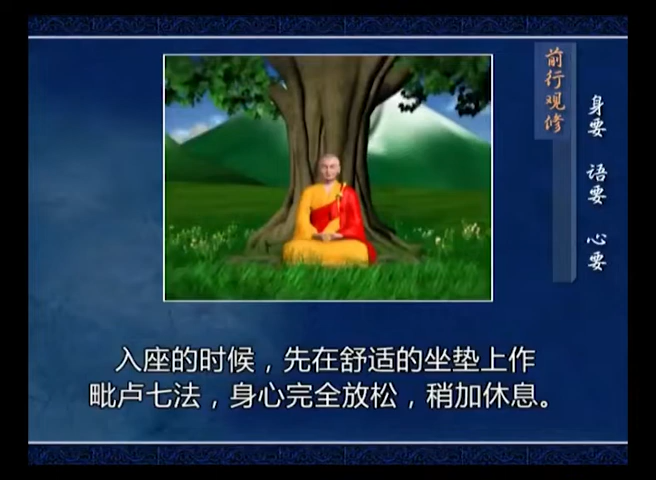 前行观修
身要 语要 心要
入座的时候，先在舒适的坐垫上作
毗卢七法，身心完全放松，稍加休息。